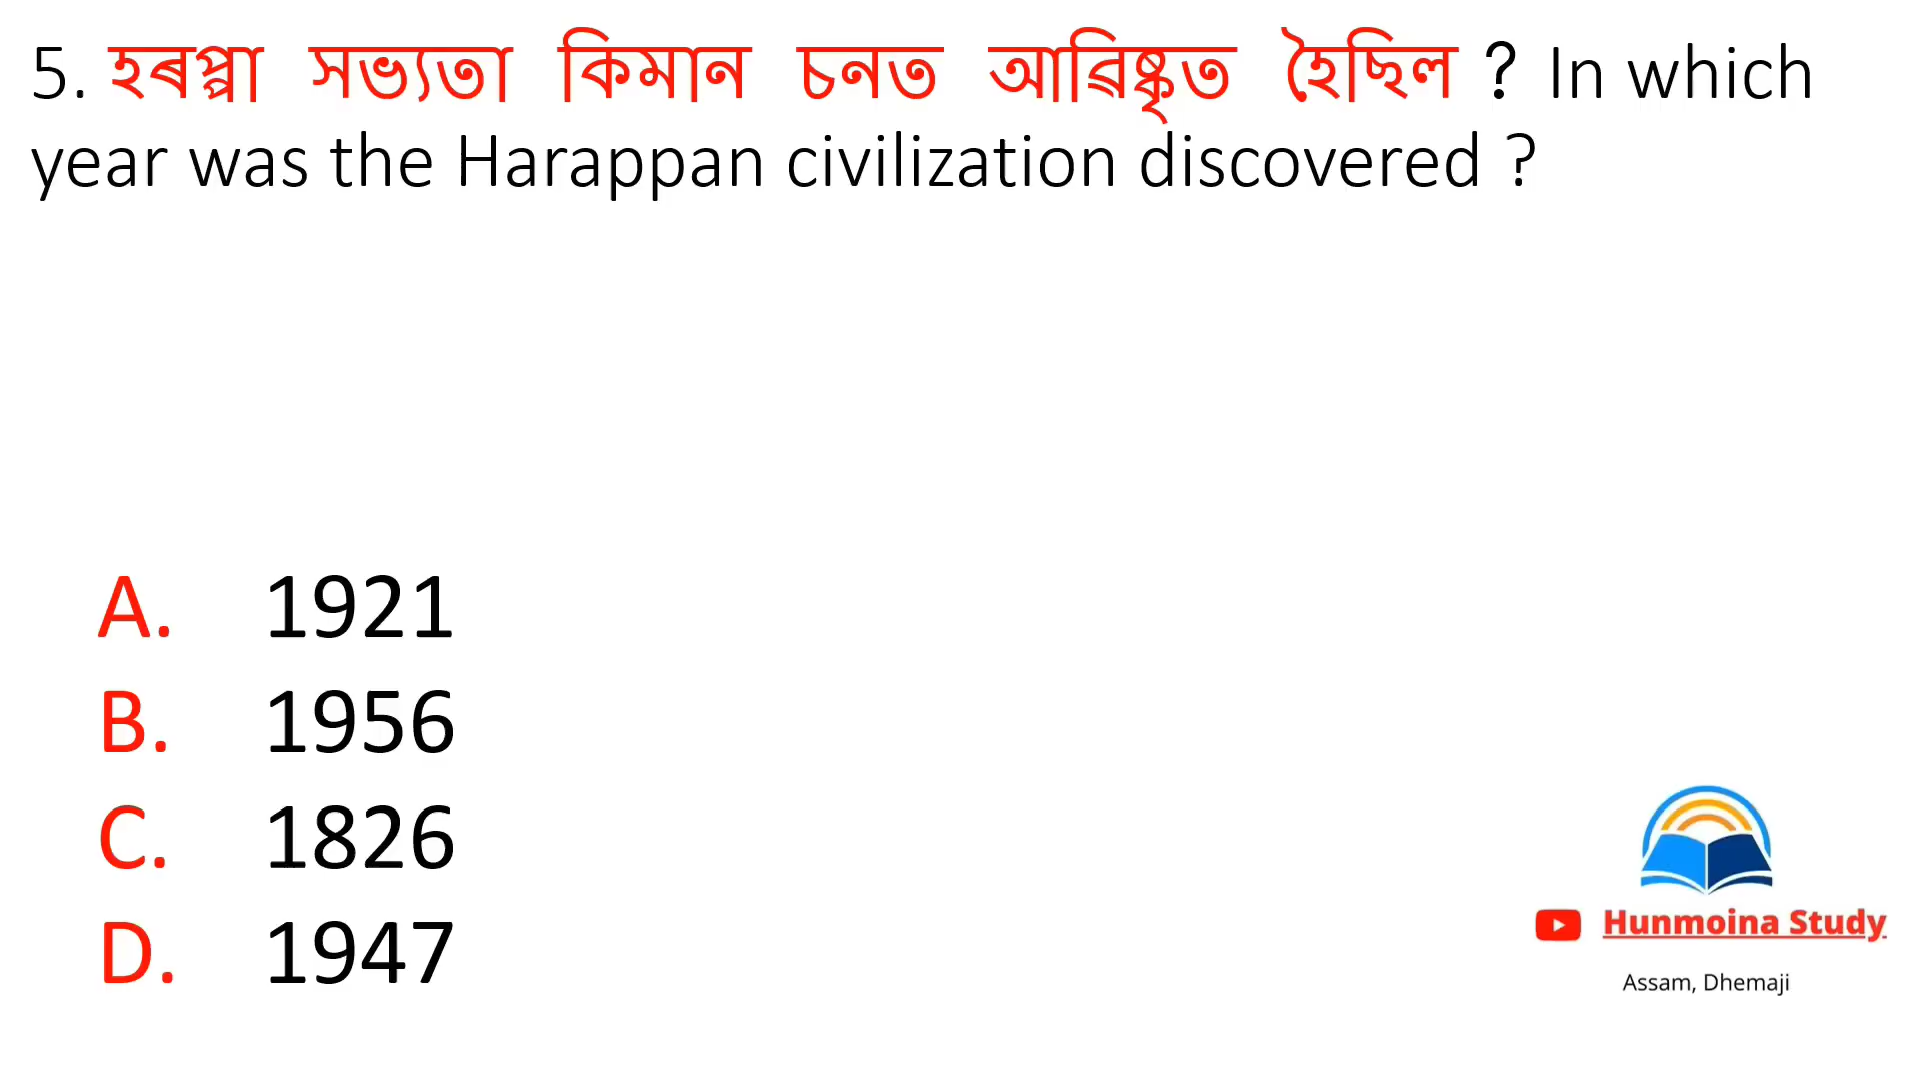 5. হৰপ্পা সভ্যতা কিমান চনত আৱিষ্কৃত হৈছিল ? In which
year was the Harappan civilization discovered ?
A. 1921
B. 1956
C. 1826
D. 1947
Hunmoina Study
Assam, Dhemaji